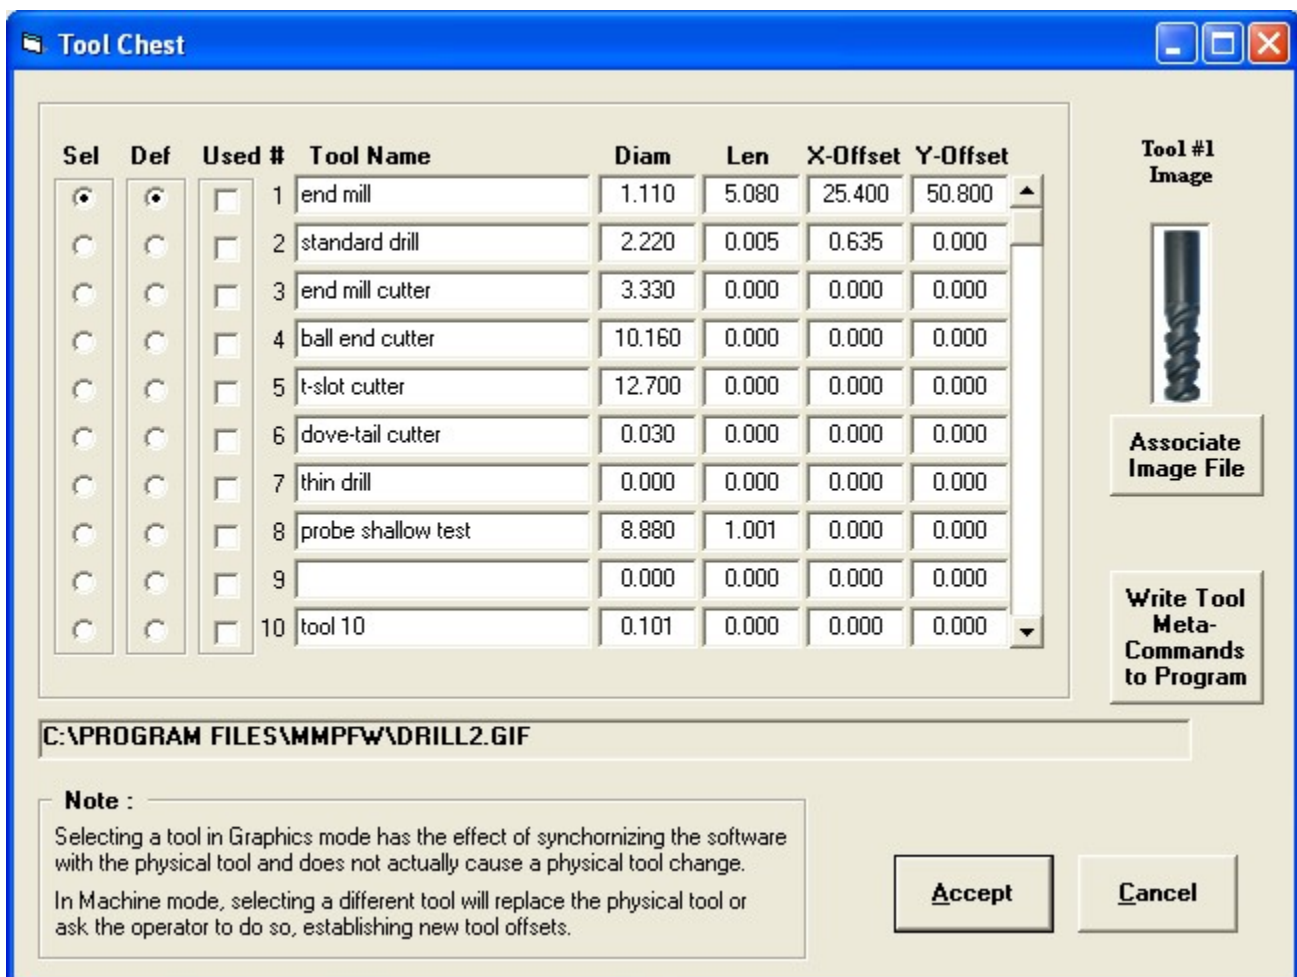 Tool Chest
Sel Def Used # Tool Name Diam Len X-Offset Y-Offset
1 end mill 1.110 5.080 25.400 50.800
2 standard drill 2.220 0.005 0.635 0.000
3 end mill cutter 3.330 0.000 0.000 0.000
4 ball end cutter 10.160 0.000 0.000 0.000
5 t-slot cutter 12.700 0.000 0.000 0.000
6 dove-tail cutter 0.030 0.000 0.000 0.000
7 thin drill 0.000 0.000 0.000 0.000
8 probe shallow test 8.880 1.001 0.000 0.000
9 0.000 0.000 0.000 0.000
10 tool 10 0.101 0.000 0.000 0.000
Tool #1
Image
Associate
Image File
Write Tool
Meta-
Commands
to Program
C:\PROGRAM FILES\MMPFW\DRILL2.GIF
Note :
Selecting a tool in Graphics mode has the effect of synchornizing the software
with the physical tool and does not actually cause a physical tool change.
In Machine mode, selecting a different tool will replace the physical tool or
ask the operator to do so, establishing new tool offsets.
Accept
Cancel